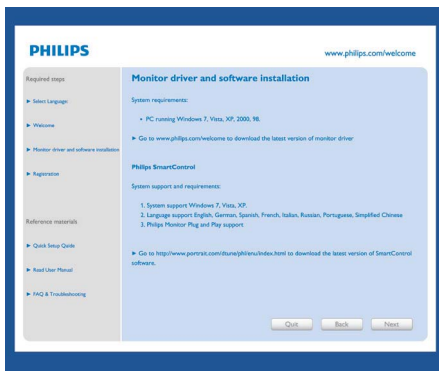 PHILIPS
www.philips.com/welcome
Required steps
► Select Language
► Welcome
► Monitor driver and software installation
► Registration
Reference materials
► Quick Setup Qaide
► Read User Manual
► FAQ & Troubleshooting
Monitor driver and software installation
System requirements:
• PC running Windows 7, Vista, XP, 2000, 98.
► Go to www.philips.com/welcome to download the latest version of monitor driver
Philips SmartControl
System support and requirements:
1. System support Windows 7, Vista, XP.
2. Language support English, German, Spanish, French, Italian, Russian, Portuguese, Simplified Chinese
3. Philips Monitor Plug and Play support
► Go to http://www.portrait.com/dtune/phl/enu/index.html to download the latest version of SmartControl
software.
Quit
Back
Next